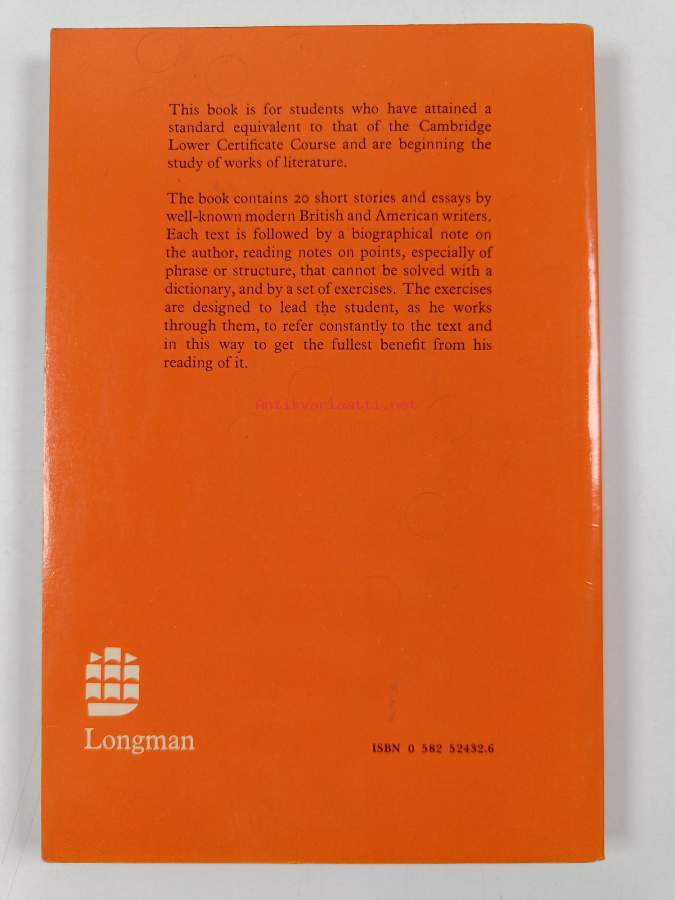 This book is for students who have attained a
standard equivalent to that of the Cambridge
Lower Certificate Course and are beginning the
study of works of literature.
The book contains 20 short stories and essays by
well-known modern British and American writers.
Each text is followed by a biographical note on
the author, reading notes on points, especially of
phrase or structure, that cannot be solved with a
dictionary, and by a set of exercises. The exercises
are designed to lead the student, as he works
through them, to refer constantly to the text and
in this way to get the fullest benefit from his
reading of it.
Antikvariaatti.net
Longman
ISBN 0 582 52432.6